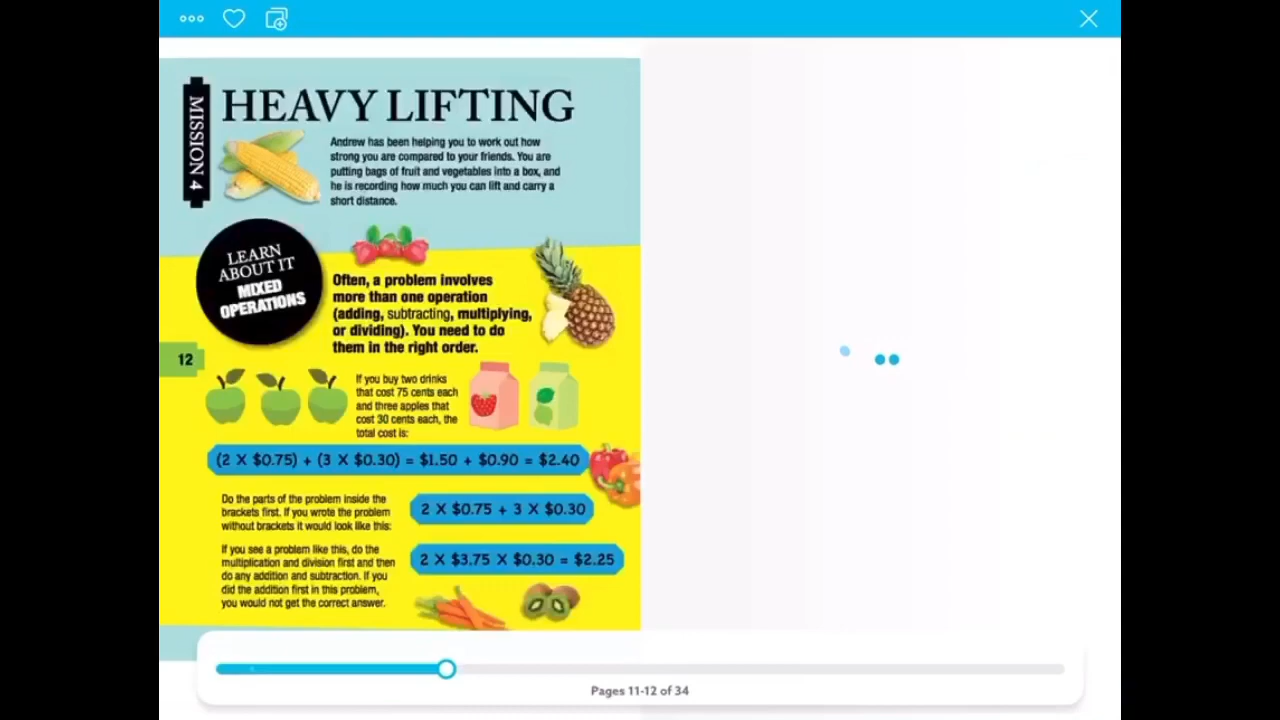 MISSION 4
HEAVY LIFTING
Andrew has been helping you to work out how
strong you are compared to your friends. You are
putting bags of fruit and vegetables into a box, and
he is recording how much you can lift and carry a
short distance.
LEARN
ABOUT IT
MIXED
OPERATIONS
Often, a problem involves
more than one operation
(adding, subtracting, multiplying,
or dividing). You need to do
them in the right order.
12
If you buy two drinks
that cost 75 cents each
and three apples that
cost 30 cents each, the
total cost is:
(2 X $0.75) + (3 X $0.30) = $1.50 + $0.90 = $2.40
Do the parts of the problem inside the
brackets first. If you wrote the problem
without brackets it would look like this:
2 X $0.75 + 3 X $0.30
If you see a problem like this, do the
multiplication and division first and then
do any addition and subtraction. If you
did the addition first in this problem,
you would not get the correct answer.
2 X $3.75 X $0.30 = $2.25
Pages 11-12 of 34